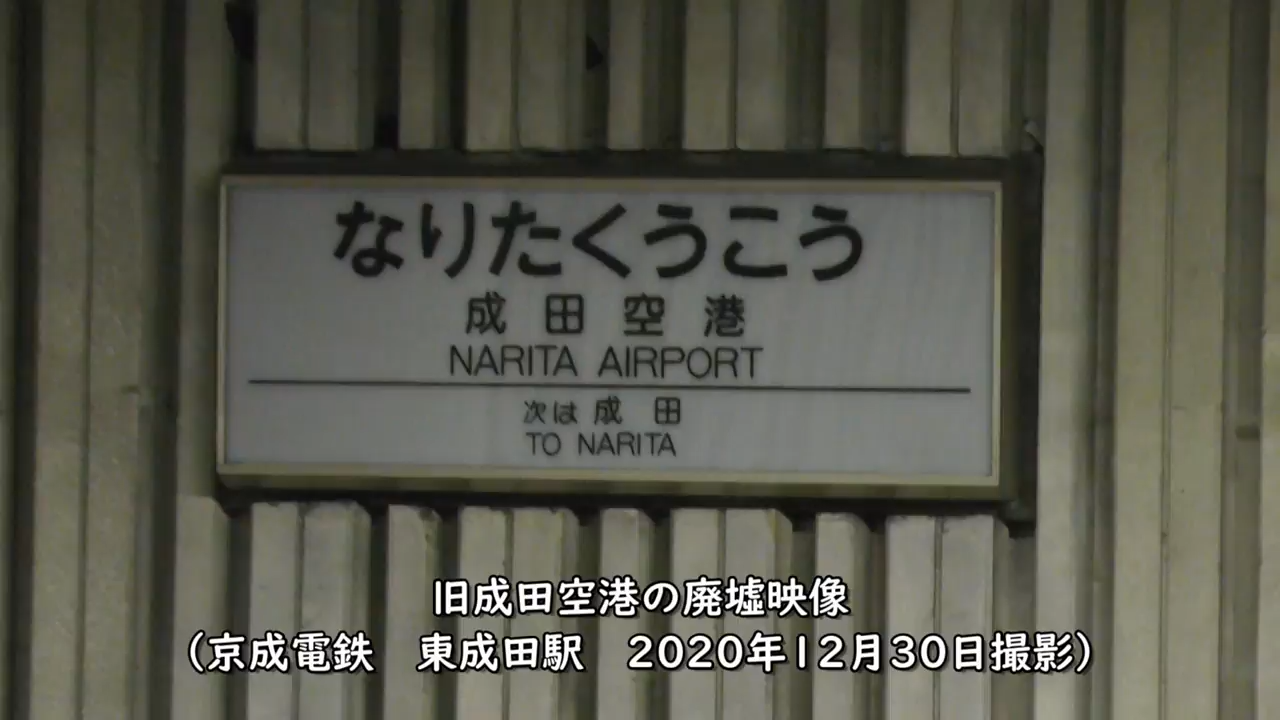 なりたくうこう
成田空港
NARITA AIRPORT
次は 成田
TO NARITA
旧成田空港の廃墟映像
（京成電鉄　東成田駅　2020年12月30日撮影）